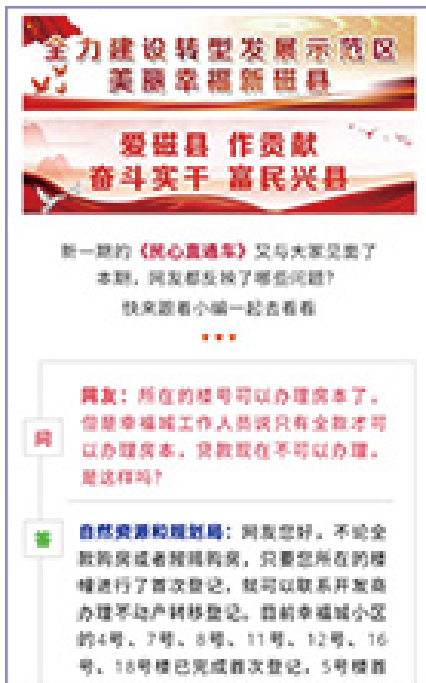 全力建设转型发展示范区
美丽幸福新磁县
爱磁县 作贡献
奋斗实干 富民兴县
新一期的《民心直通车》又与大家见面了
本期，网友都反映了哪些问题？
快来跟着小编一起去看看
问
网友：所在的楼号可以办理房本了，
但是幸福城工作人员说只有全款才可
以办理房本，贷款现在不可以办理，
是这样吗？
答
自然资源和规划局：网友您好，不论全
款购房或者按揭购房，只要您所在的楼
幢进行了首次登记，就可以联系开发商
办理不动产转移登记。目前幸福城小区
的4号、7号、8号、11号、12号、16
号、18号楼已完成首次登记，5号楼首